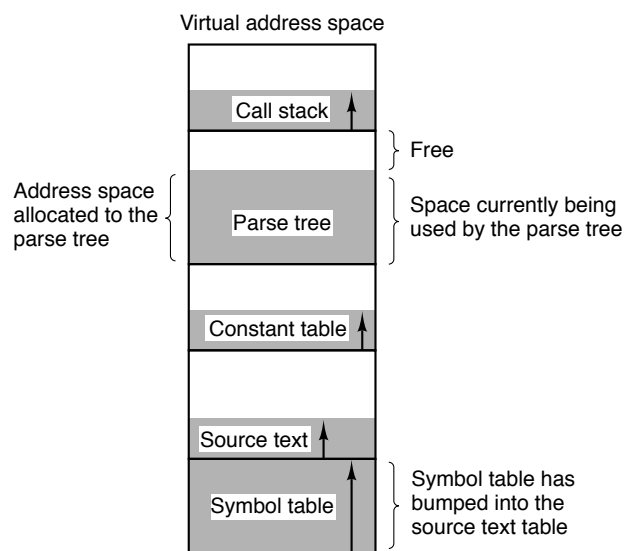 Virtual address space
Call stack
Free
Address space
allocated to the
parse tree
Parse tree
Space currently being
used by the parse tree
Constant table
Source text
Symbol table
Symbol table has
bumped into the
source text table